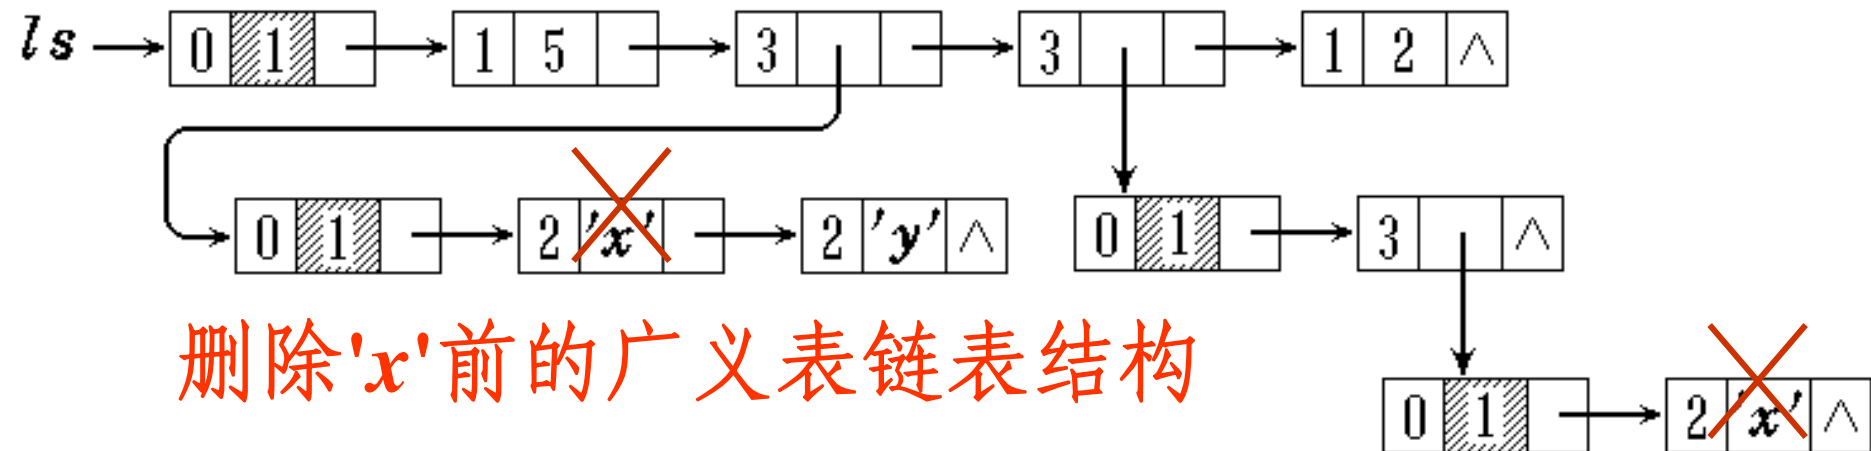 ls 0 1 1 5 3 3 1 2 ∧
0 1 2 'x' 2 'y' ∧ 0 1 3 ∧
删除'x'前的广义表链表结构
0 1 2 'x' ∧